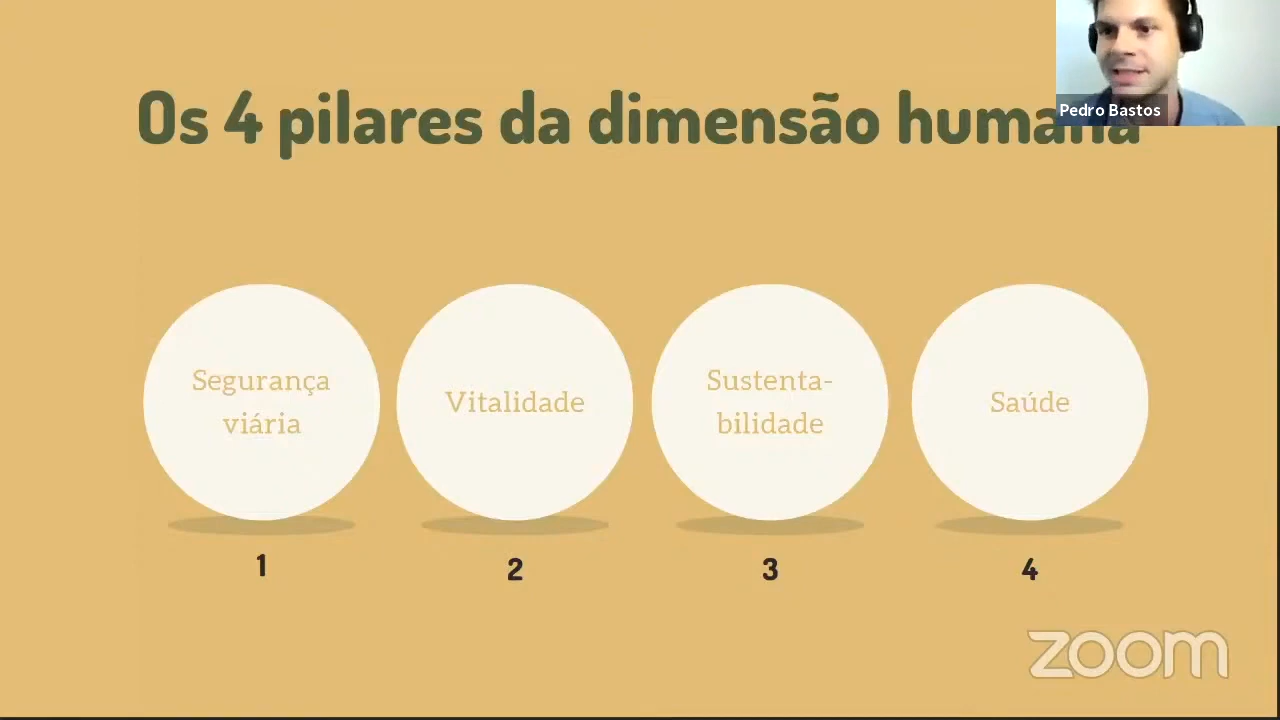 Os 4 pilares da dimensão humana
Pedro Bastos
Segurança
viária
Vitalidade
Sustenta-
bilidade
Saúde
1
2
3
4
zoom